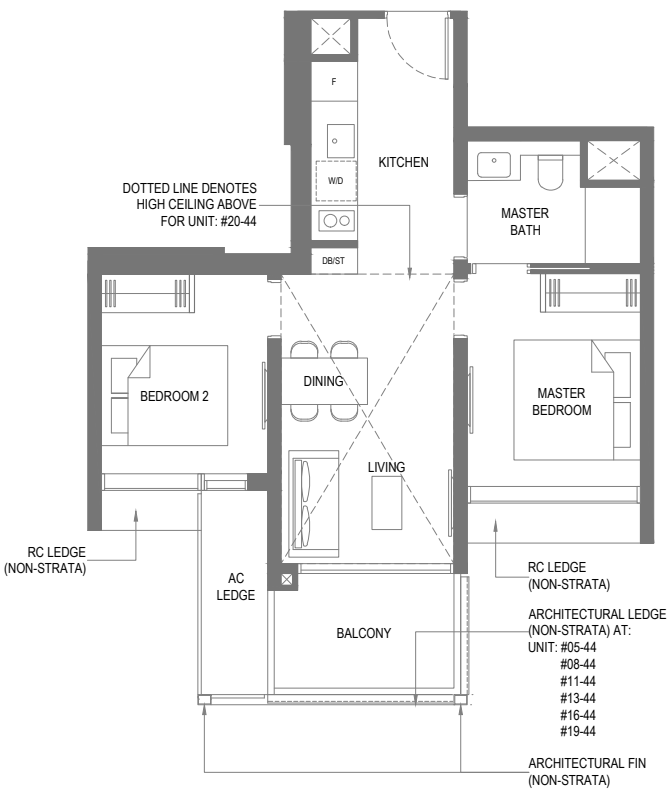 F
KITCHEN
W/D
DOTTED LINE DENOTES
HIGH CEILING ABOVE
FOR UNIT: #20-44
MASTER
BATH
DB/ST
BEDROOM 2
DINING
MASTER
BEDROOM
LIVING
RC LEDGE
(NON-STRATA)
AC
LEDGE
RC LEDGE
(NON-STRATA)
BALCONY
ARCHITECTURAL LEDGE
(NON-STRATA) AT:
UNIT: #05-44
#08-44
#11-44
#13-44
#16-44
#19-44
ARCHITECTURAL FIN
(NON-STRATA)